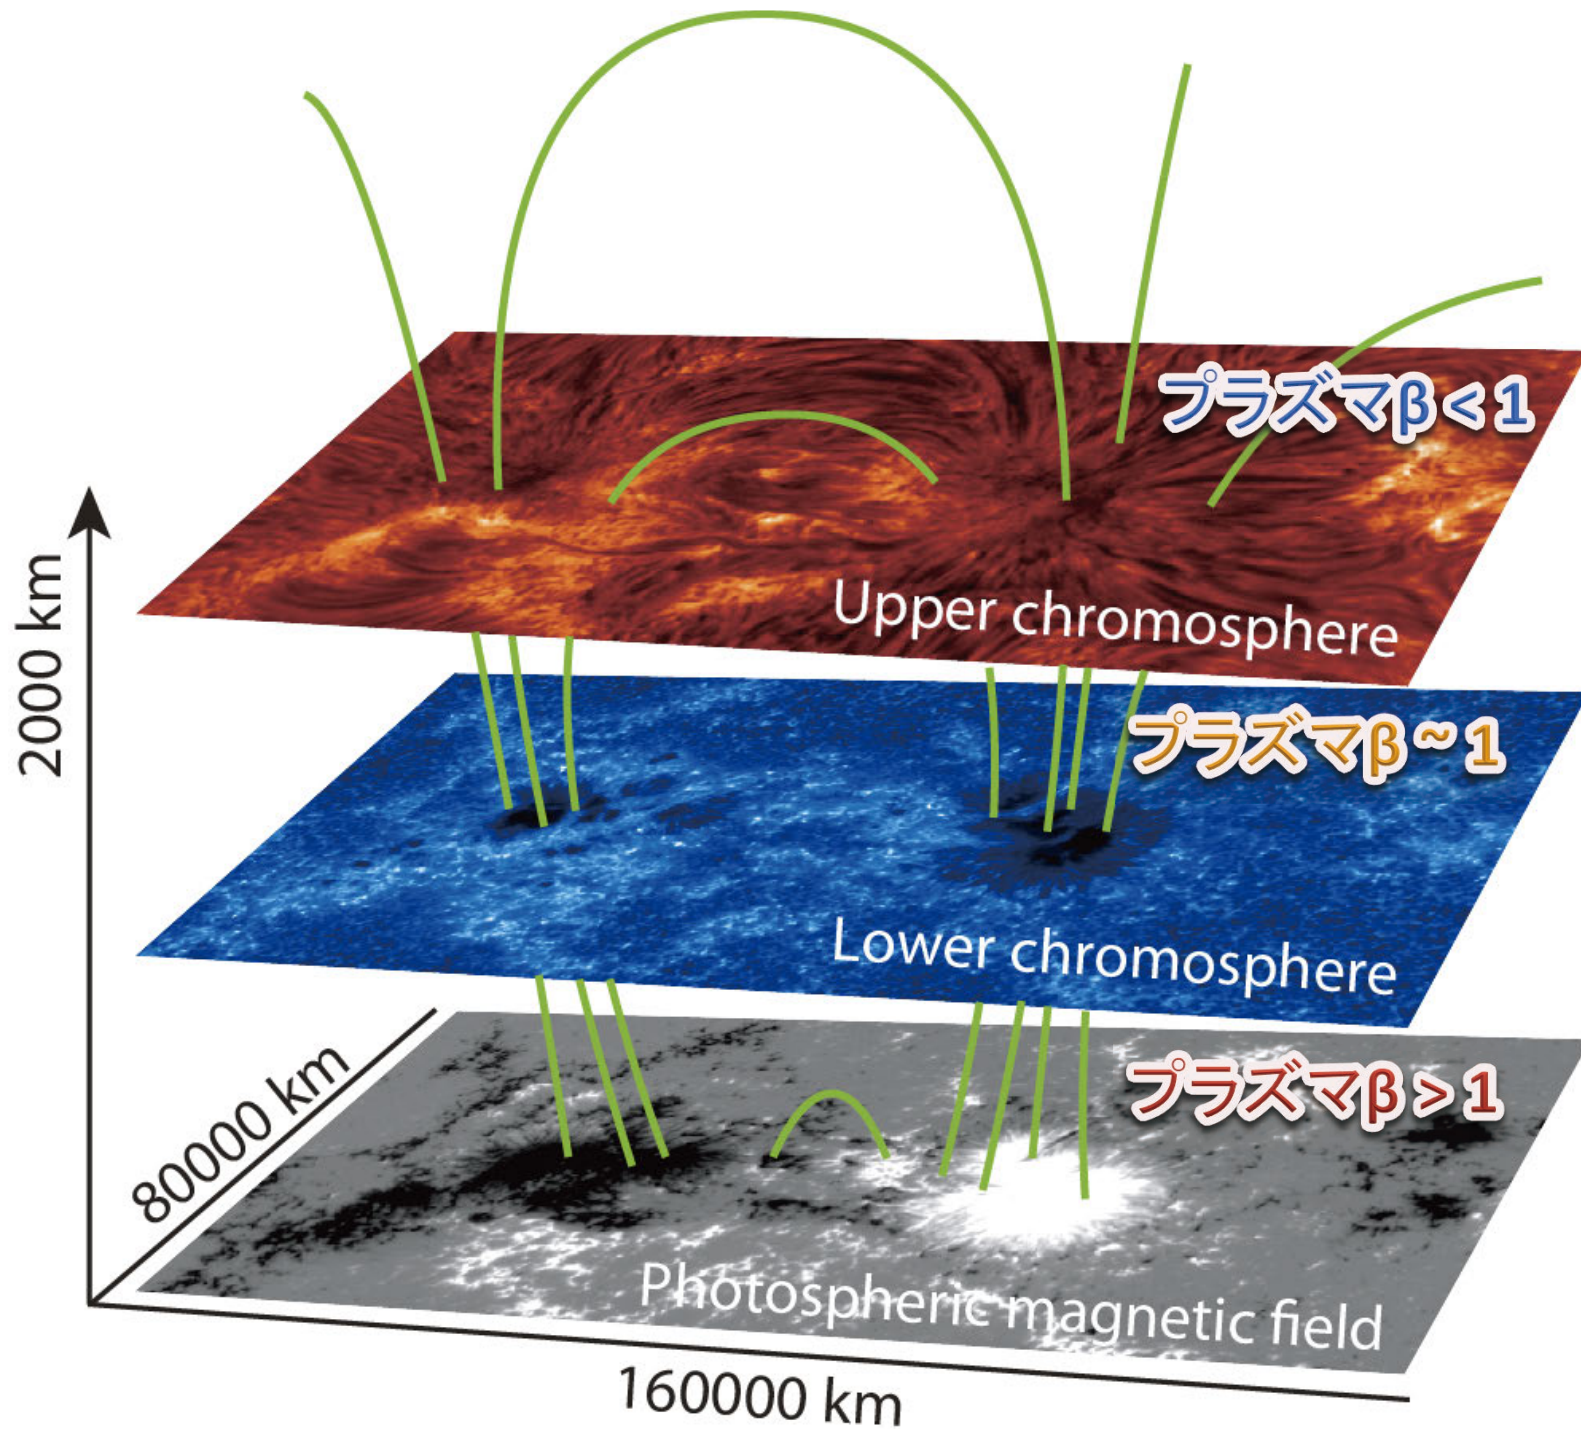 プラズマβ < 1
Upper chromosphere
2000 km
プラズマβ ~ 1
Lower chromosphere
80000 km
プラズマβ > 1
Photospheric magnetic field
160000 km